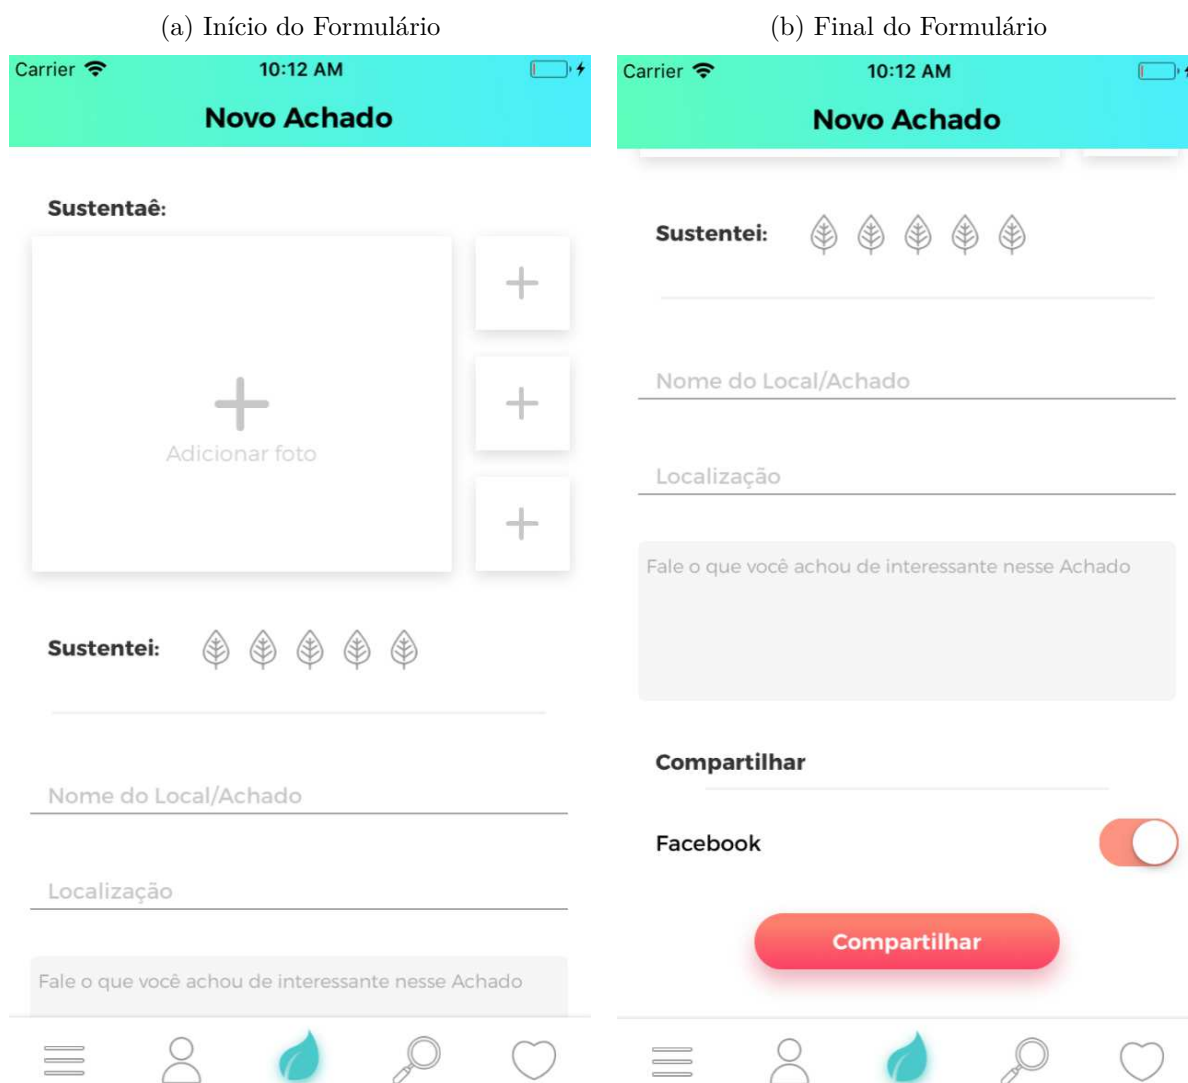 (a) Início do Formulário
Carrier 10:12 AM
Novo Achado
Sustentaê:
Adicionar foto
Sustentei:
Nome do Local/Achado
Localização
Fale o que você achou de interessante nesse Achado
(b) Final do Formulário
Carrier 10:12 AM
Novo Achado
Sustentei:
Nome do Local/Achado
Localização
Fale o que você achou de interessante nesse Achado
Compartilhar
Facebook
Compartilhar